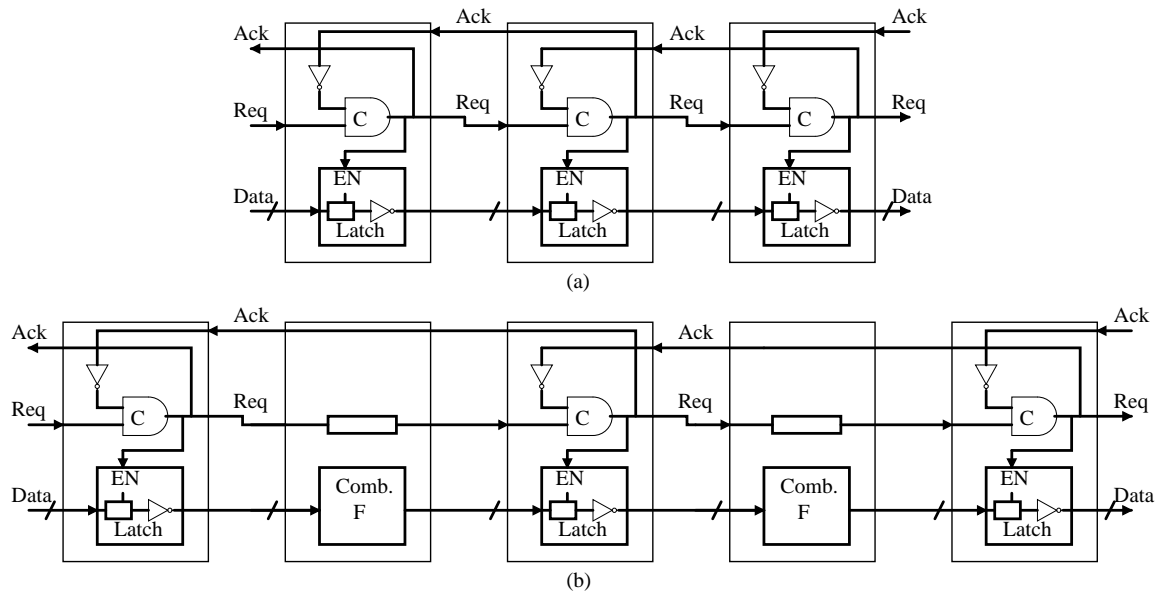 Ack Ack Ack Ack
Req C Req C Req C Req
EN EN EN
Data Data
Latch Latch Latch
(a)
Ack Ack Ack Ack
Req C Req C Req C Req
EN Comb. EN Comb. EN
Data F F Data
Latch Latch Latch
(b)